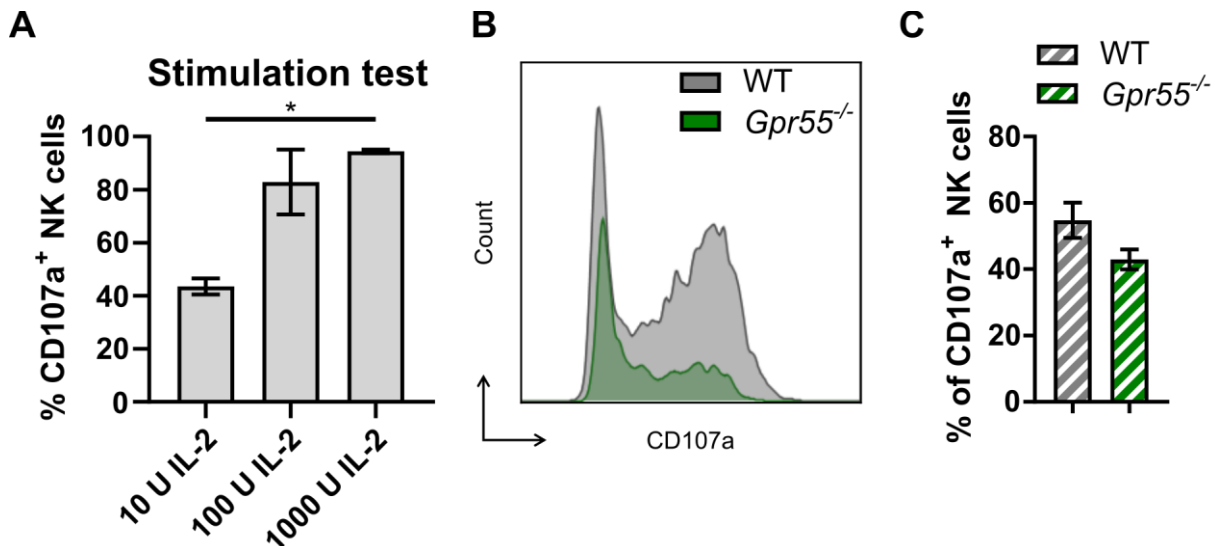 A
Stimulation test
*
% CD107a⁺ NK cells
100
80
60
40
20
0
10 U IL-2
100 U IL-2
1000 U IL-2
B
WT
Gpr55⁻/⁻
Count
CD107a
C
WT
Gpr55⁻/⁻
% of CD107a⁺ NK cells
80
60
40
20
0